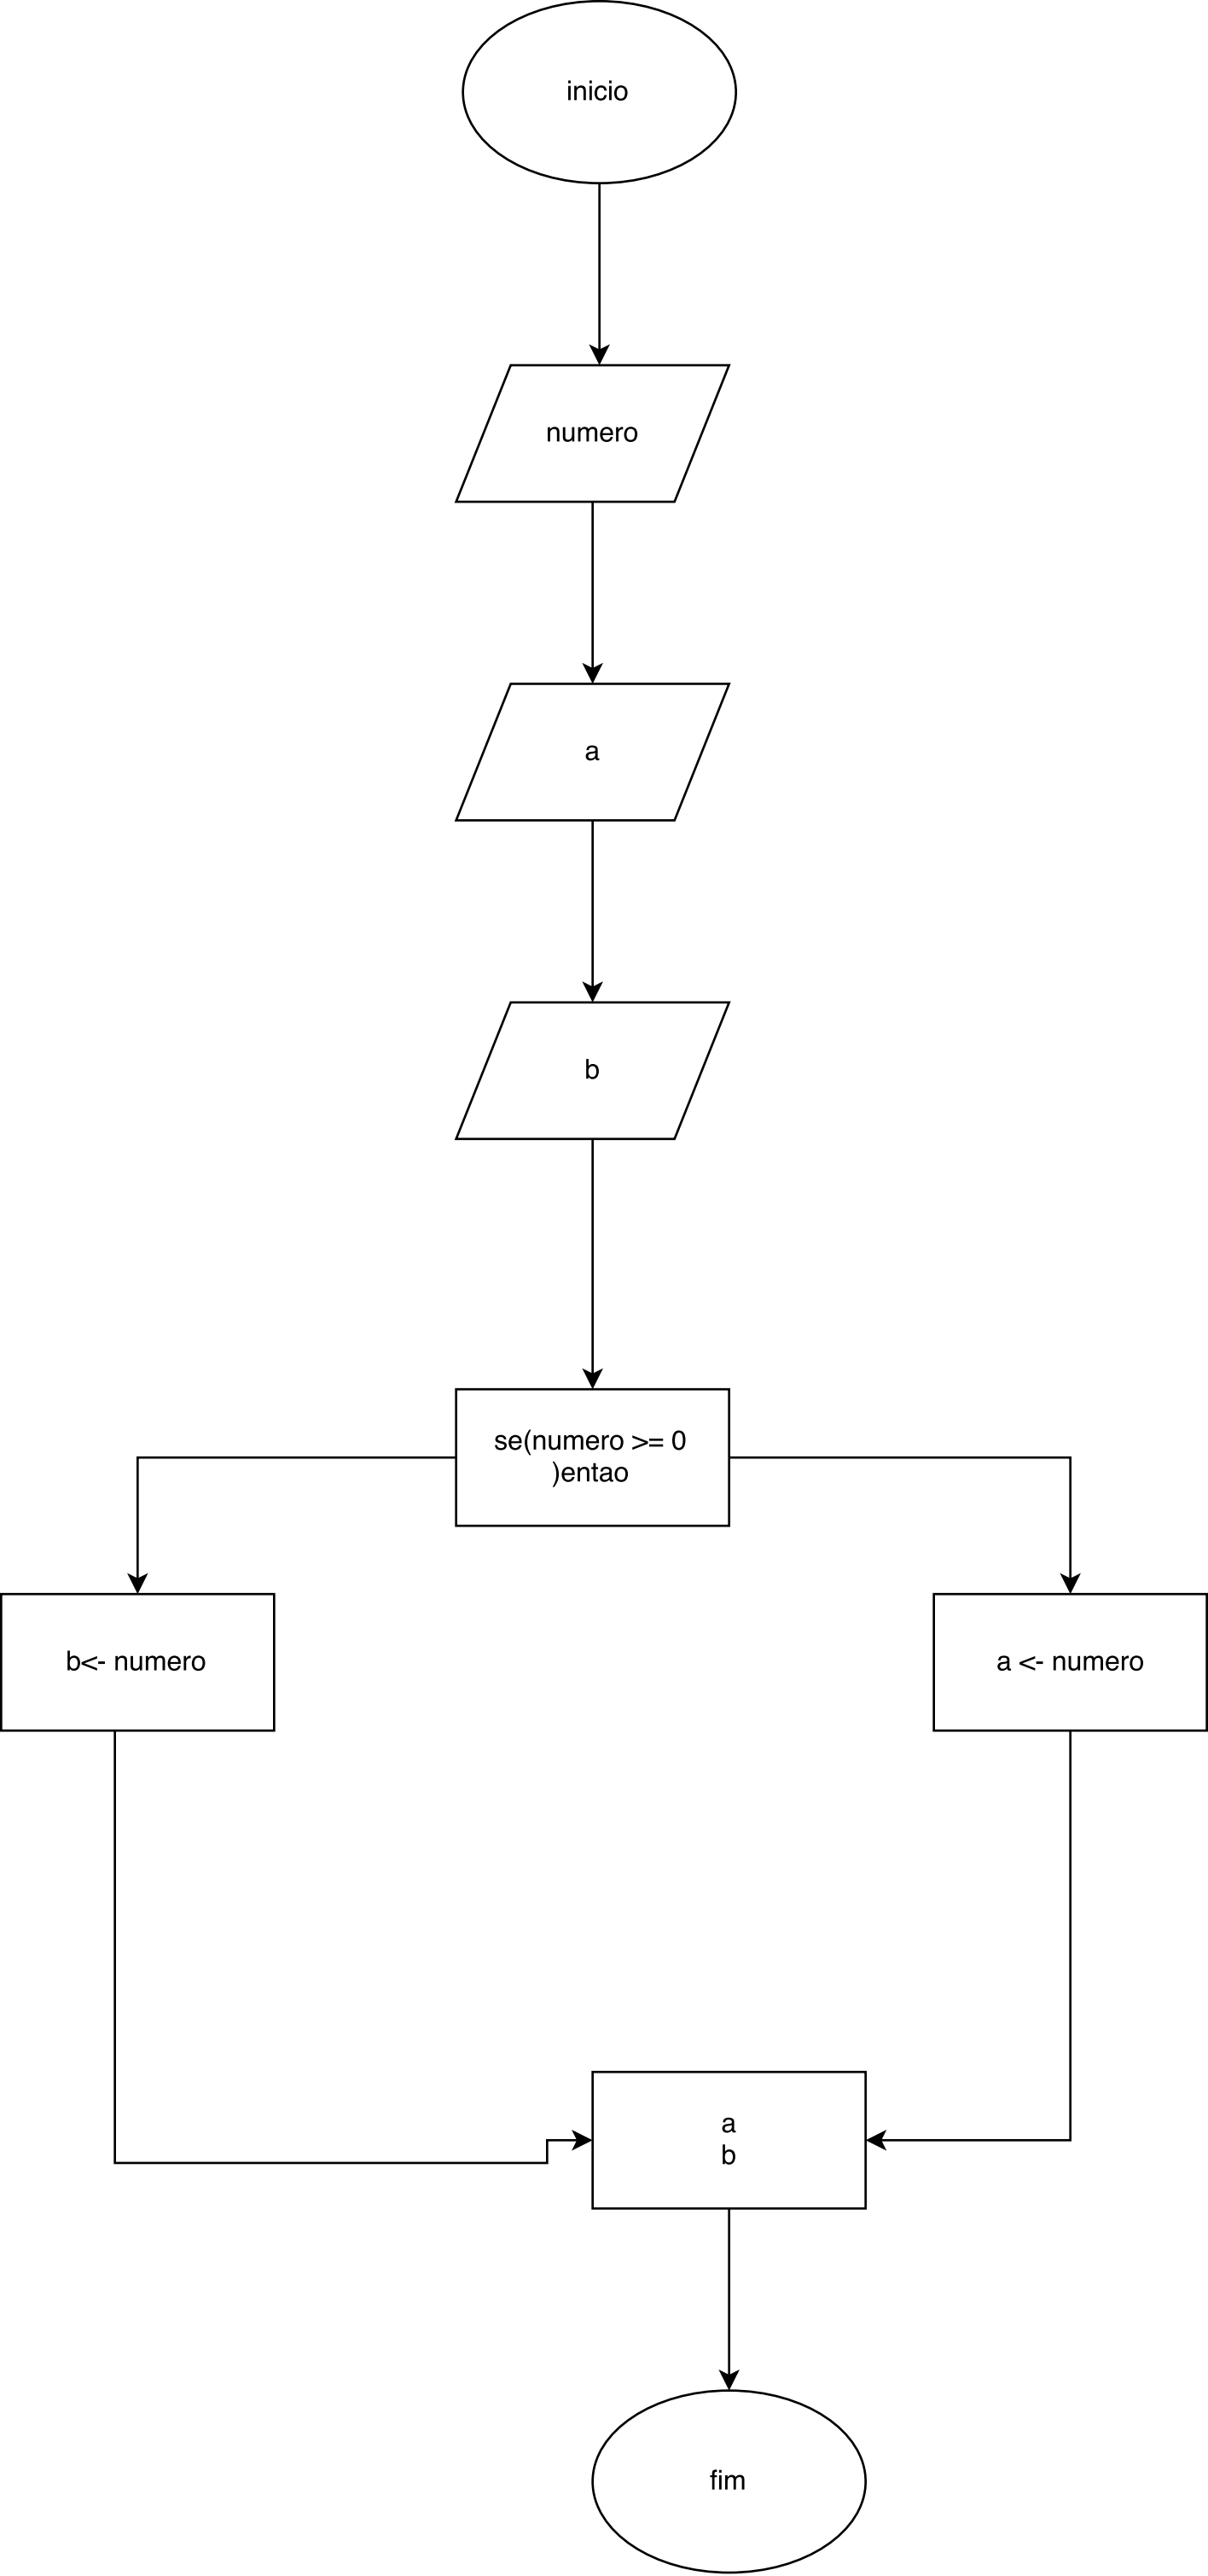 inicio
numero
a
b
se(numero >= 0
)entao
b<- numero
a <- numero
a
b
fim